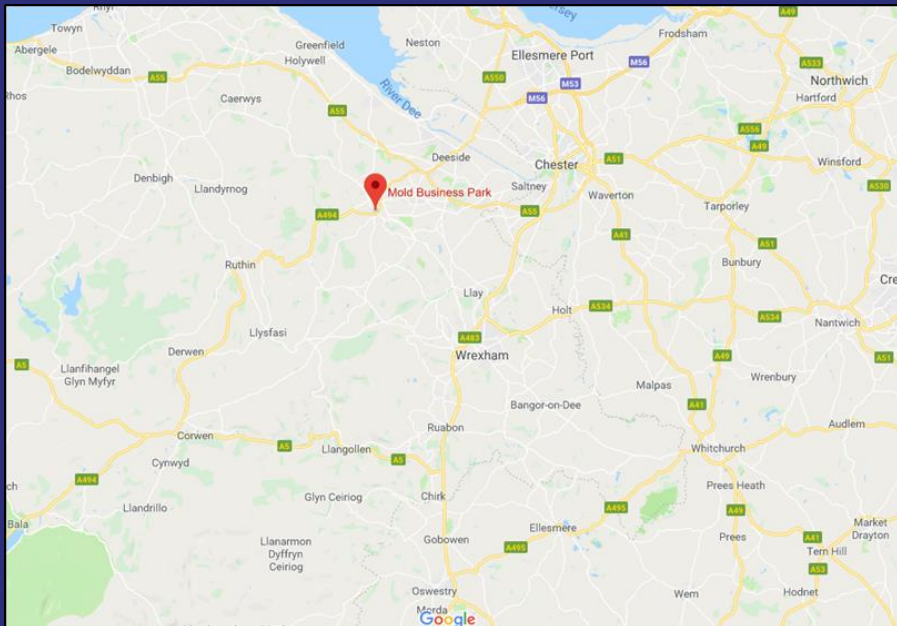 A49
Rhyl
Towyn
Frodsham
Abergele
Greenfield
Neston
Ellesmere Port
A533
Holywell
M56
Bodelwyddan
A55
A550
M53
Northwich
Rhos
Hartford
Caerwys
A55
River Dee
M56
A556
A49
Deeside
Chester
A51
Winsford
Denbigh
Llandyrnog
Saltney
Waverton
A530
Mold Business Park
Tarporley
A494
A55
A41
A51
Ruthin
Bunbury
Cre
Llay
Holt
A534
A534
Nantwich
Llysfasi
A483
Derwen
Wrexham
A49
A51
A5
Llanfihangel
Glyn Myfyr
Wrenbury
Malpas
Bangor-on-Dee
A41
Ruabon
Audlem
Corwen
A5
Llangollen
A5
Whitchurch
Cynwyd
A494
Chirk
Prees Heath
ch
Glyn Ceiriog
Llandrillo
A495
A49
Bala
Ellesmere
Market
Drayton
Llanarmon
Dyffryn
Ceiriog
Gobowen
A495
Prees
A41
Tern Hill
A53
Oswestry
Wem
Hodnet
Morda
Google